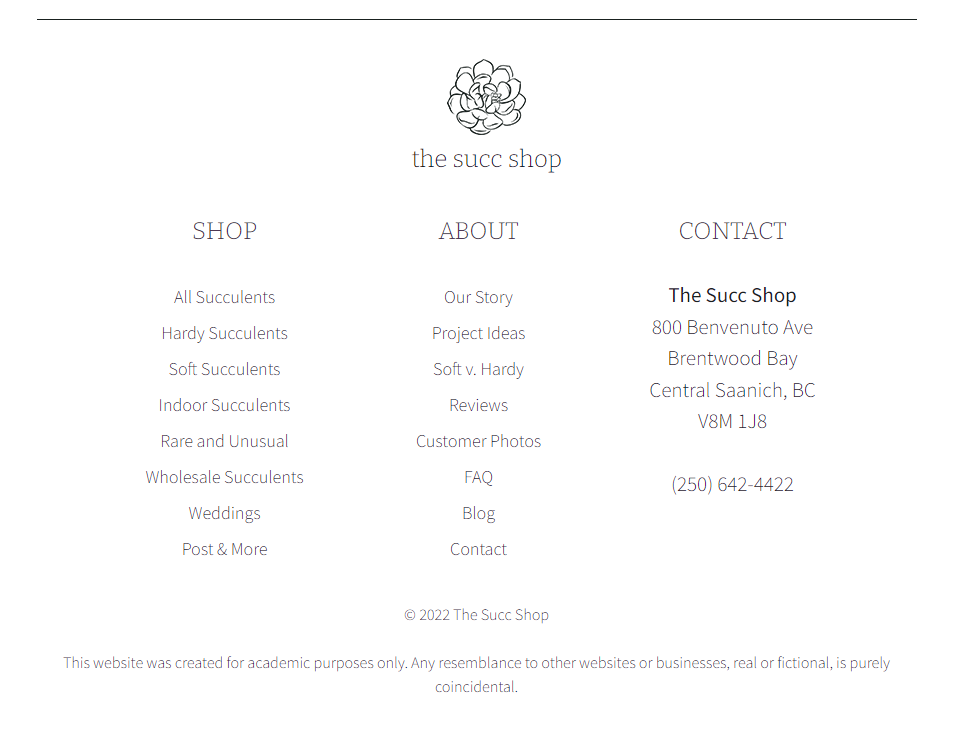 the succ shop
SHOP
All Succulents
Hardy Succulents
Soft Succulents
Indoor Succulents
Rare and Unusual
Wholesale Succulents
Weddings
Post & More
ABOUT
Our Story
Project Ideas
Soft v. Hardy
Reviews
Customer Photos
FAQ
Blog
Contact
CONTACT
The Succ Shop
800 Benvenuto Ave
Brentwood Bay
Central Saanich, BC
V8M 1J8
(250) 642-4422
© 2022 The Succ Shop
This website was created for academic purposes only. Any resemblance to other websites or businesses, real or fictional, is purely
coincidental.